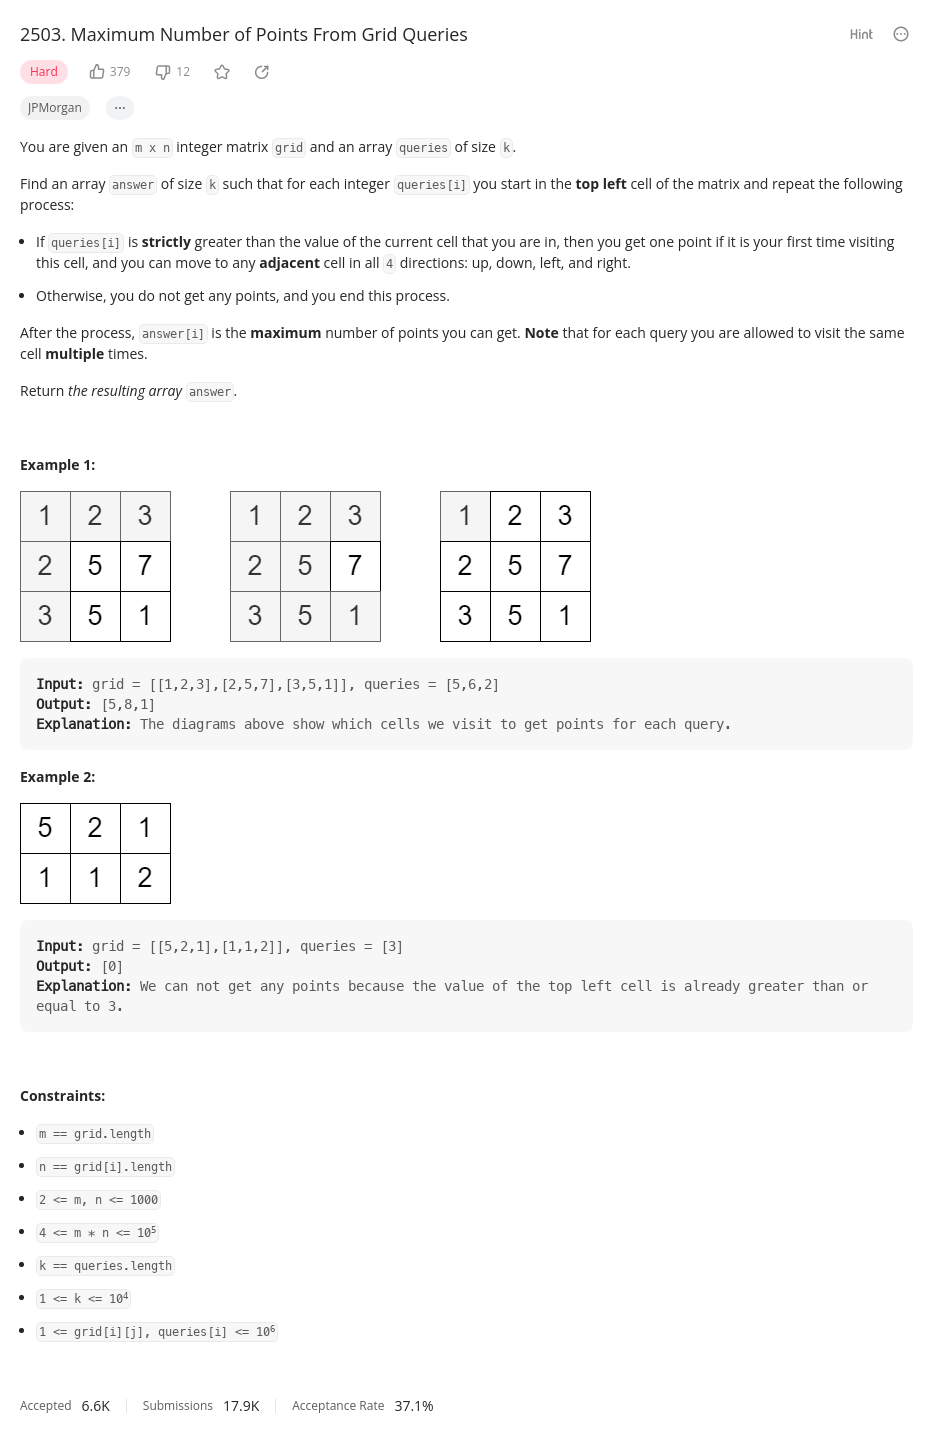 2503. Maximum Number of Points From Grid Queries
Hint
Hard
379
12
JPMorgan
...
You are given an m x n integer matrix grid and an array queries of size k.
Find an array answer of size k such that for each integer queries[i] you start in the top left cell of the matrix and repeat the following
process:
• If queries[i] is strictly greater than the value of the current cell that you are in, then you get one point if it is your first time visiting
this cell, and you can move to any adjacent cell in all 4 directions: up, down, left, and right.
• Otherwise, you do not get any points, and you end this process.
After the process, answer[i] is the maximum number of points you can get. Note that for each query you are allowed to visit the same
cell multiple times.
Return the resulting array answer.
Example 1:
1 2 3 1 2 3 1 2 3
2 5 7 2 5 7 2 5 7
3 5 1 3 5 1 3 5 1
Input: grid = [[1,2,3],[2,5,7],[3,5,1]], queries = [5,6,2]
Output: [5,8,1]
Explanation: The diagrams above show which cells we visit to get points for each query.
Example 2:
5 2 1
1 1 2
Input: grid = [[5,2,1],[1,1,2]], queries = [3]
Output: [0]
Explanation: We can not get any points because the value of the top left cell is already greater than or
equal to 3.
Constraints:
• m == grid.length
• n == grid[i].length
• 2 <= m, n <= 1000
• 4 <= m * n <= 10⁵
• k == queries.length
• 1 <= k <= 10⁴
• 1 <= grid[i][j], queries[i] <= 10⁶
Accepted 6.6K Submissions 17.9K Acceptance Rate 37.1%